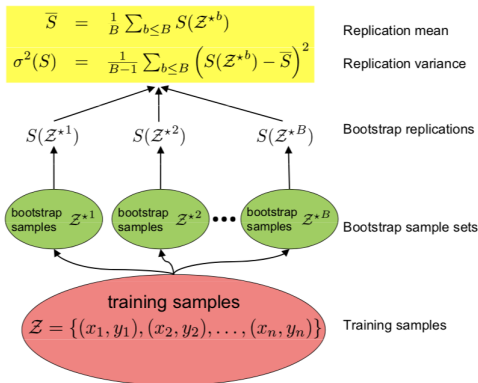 S̅ = 1/B ∑_{b≤B} S(𝒵^{⋆b}) Replication mean
σ²(S) = 1/(B−1) ∑_{b≤B} (S(𝒵^{⋆b}) − S̅)² Replication variance
S(𝒵^{⋆1}) S(𝒵^{⋆2}) S(𝒵^{⋆B}) Bootstrap replications
bootstrap samples 𝒵^{⋆1}
bootstrap samples 𝒵^{⋆2}
•••
bootstrap samples 𝒵^{⋆B}
Bootstrap sample sets
training samples
𝒵 = {(x₁, y₁), (x₂, y₂), . . . , (xₙ, yₙ)} Training samples